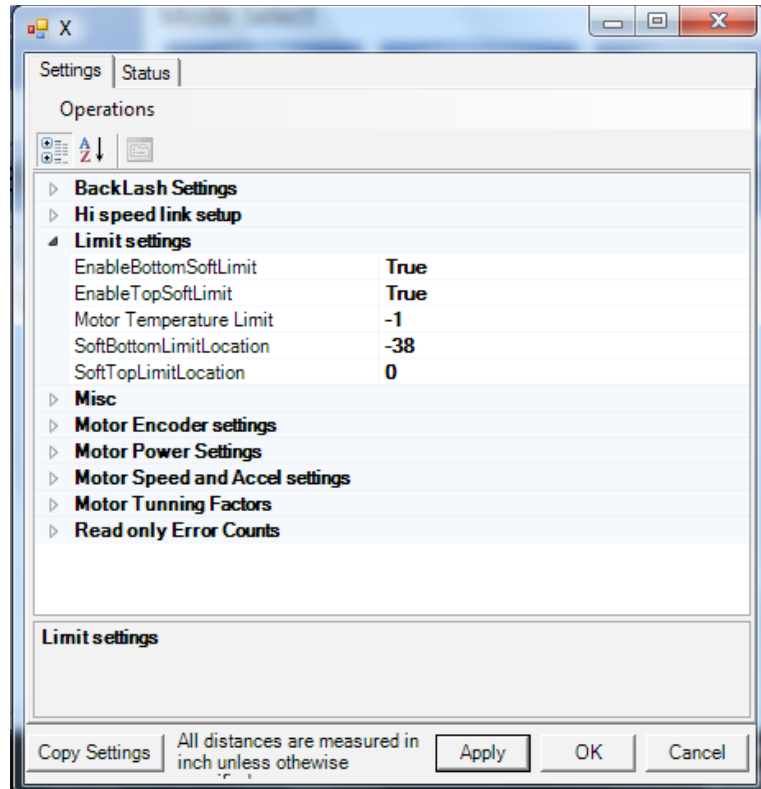 Mode Select
X
Settings Status
Operations
BackLash Settings
Hi speed link setup
Limit settings
EnableBottomSoftLimit True
EnableTopSoftLimit True
Motor Temperature Limit -1
SoftBottomLimitLocation -38
SoftTopLimitLocation 0
Misc
Motor Encoder settings
Motor Power Settings
Motor Speed and Accel settings
Motor Tunning Factors
Read only Error Counts
Limit settings
Copy Settings
All distances are measured in
inch unless othewise
Apply OK Cancel